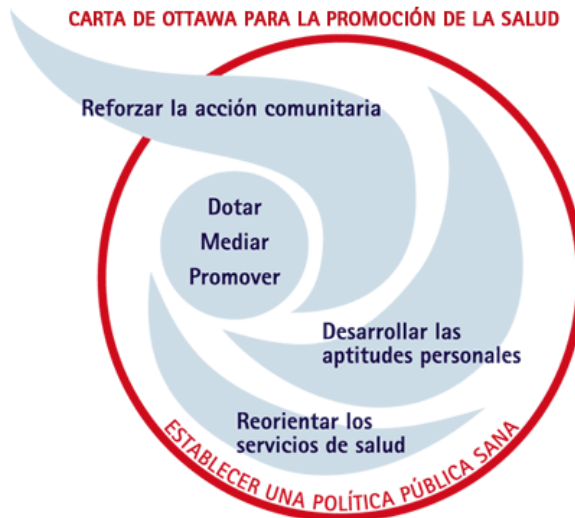 CARTA DE OTTAWA PARA LA PROMOCIÓN DE LA SALUD
Reforzar la acción comunitaria
Dotar
Mediar
Promover
Desarrollar las
aptitudes personales
Reorientar los
servicios de salud
ESTABLECER UNA POLÍTICA PÚBLICA SANA